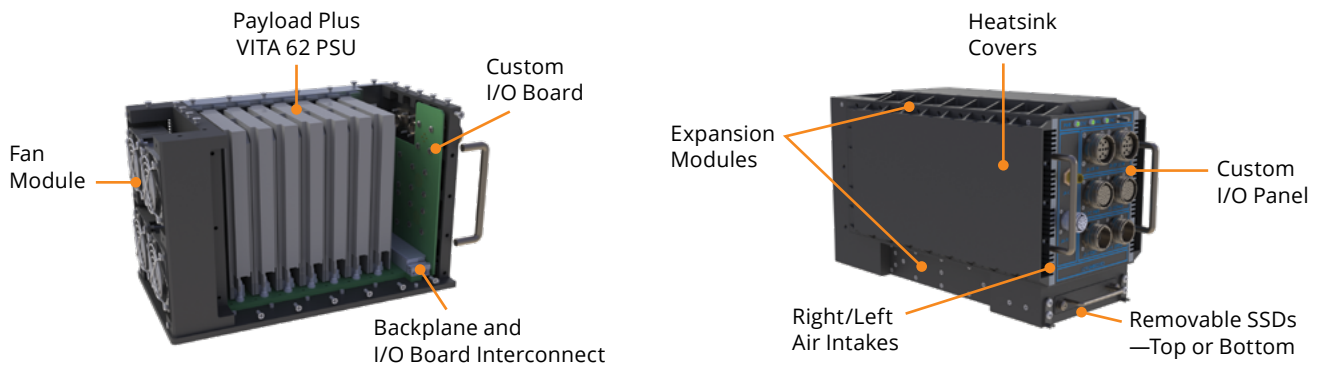 Payload Plus
VITA 62 PSU
Custom
I/O Board
Fan
Module
Backplane and
I/O Board Interconnect
Heatsink
Covers
Expansion
Modules
Custom
I/O Panel
Right/Left
Air Intakes
Removable SSDs
—Top or Bottom